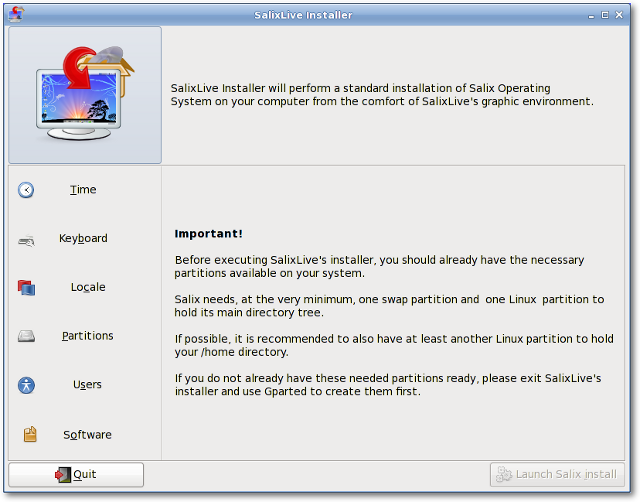 SalixLive Installer
SalixLive Installer will perform a standard installation of Salix Operating
System on your computer from the comfort of SalixLive's graphic environment.
Time
Keyboard
Locale
Partitions
Users
Software
Important!
Before executing SalixLive's installer, you should already have the necessary
partitions available on your system.
Salix needs, at the very minimum, one swap partition and  one Linux  partition to
hold its main directory tree.
If possible, it is recommended to also have at least another Linux partition to hold
your /home directory.
If you do not already have these needed partitions ready, please exit SalixLive's
installer and use Gparted to create them first.
Quit
Launch Salix install